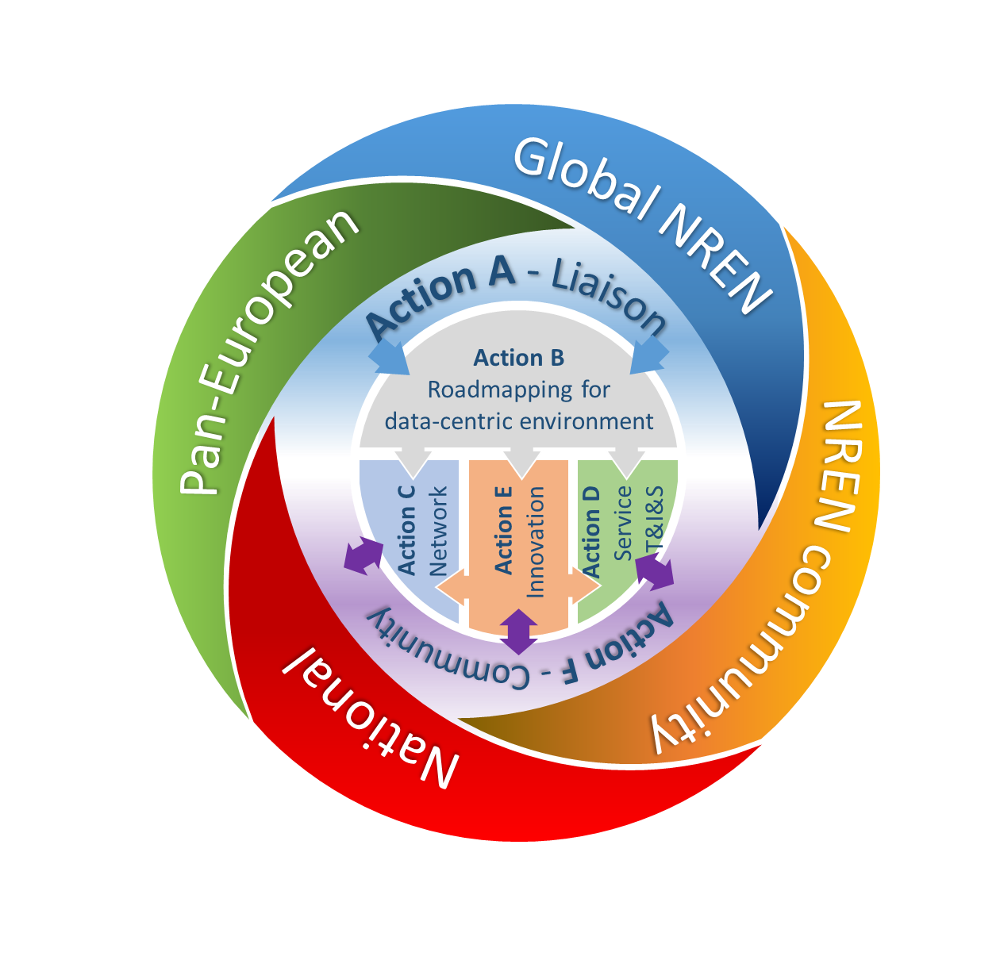 Global NREN
Pan-European
NREN community
National
Action A - Liaison
Action B
Roadmapping for
data-centric environment
Action C
Network
Action E
Innovation
Action D
Service
T&I&S
Action F - Community